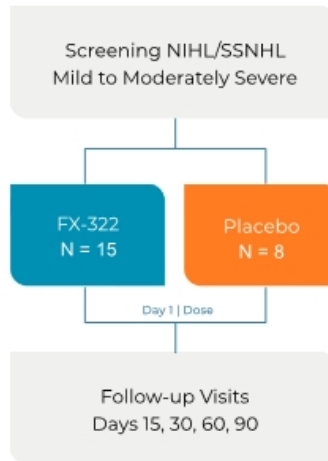 Screening NIHL/SSNHL
Mild to Moderately Severe
FX-322
N = 15
Placebo
N = 8
Day 1 | Dose
Follow-up Visits
Days 15, 30, 60, 90